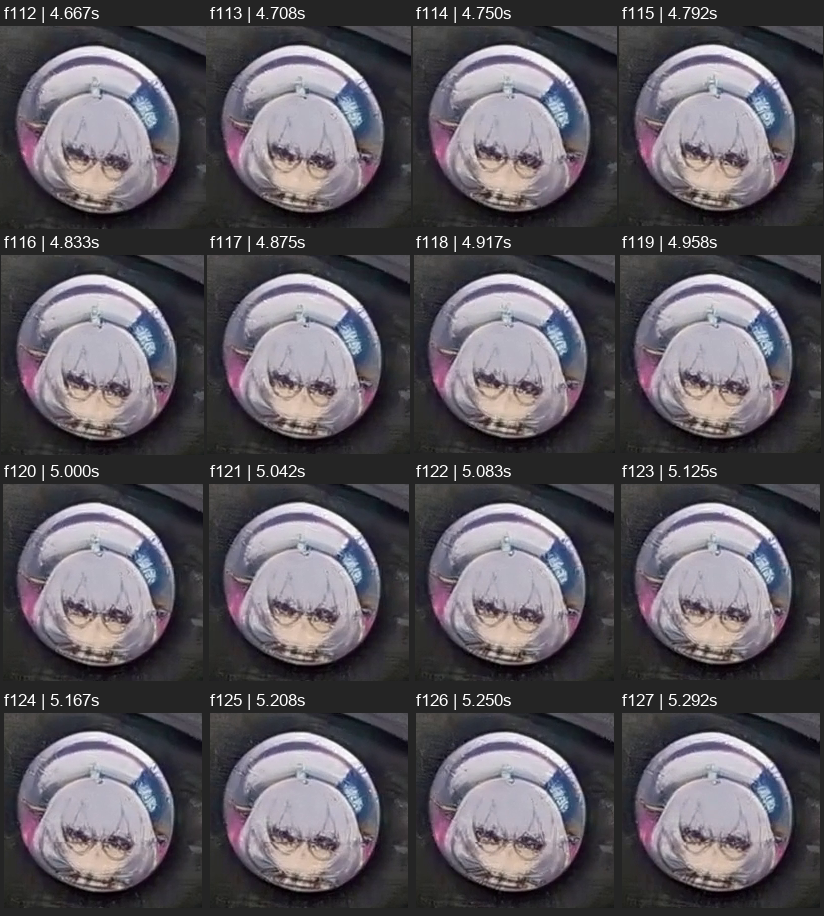 f112 | 4.667s f113 | 4.708s f114 | 4.750s f115 | 4.792s
f116 | 4.833s f117 | 4.875s f118 | 4.917s f119 | 4.958s
f120 | 5.000s f121 | 5.042s f122 | 5.083s f123 | 5.125s
f124 | 5.167s f125 | 5.208s f126 | 5.250s f127 | 5.292s